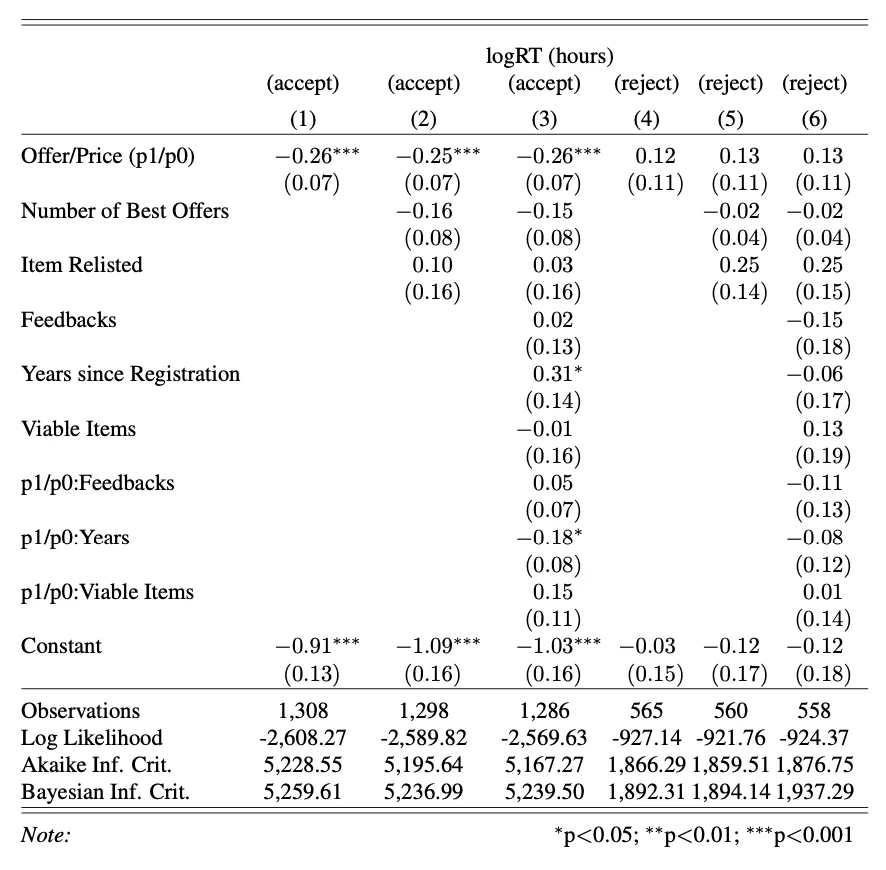 logRT (hours)
(accept) (accept) (accept) (reject) (reject) (reject)
(1) (2) (3) (4) (5) (6)
Offer/Price (p1/p0) −0.26*** −0.25*** −0.26*** 0.12 0.13 0.13
(0.07) (0.07) (0.07) (0.11) (0.11) (0.11)
Number of Best Offers −0.16 −0.15 −0.02 −0.02
(0.08) (0.08) (0.04) (0.04)
Item Relisted 0.10 0.03 0.25 0.25
(0.16) (0.16) (0.14) (0.15)
Feedbacks 0.02 −0.15
(0.13) (0.18)
Years since Registration 0.31* −0.06
(0.14) (0.17)
Viable Items −0.01 0.13
(0.16) (0.19)
p1/p0:Feedbacks 0.05 −0.11
(0.07) (0.13)
p1/p0:Years −0.18* −0.08
(0.08) (0.12)
p1/p0:Viable Items 0.15 0.01
(0.11) (0.14)
Constant −0.91*** −1.09*** −1.03*** −0.03 −0.12 −0.12
(0.13) (0.16) (0.16) (0.15) (0.17) (0.18)
Observations 1,308 1,298 1,286 565 560 558
Log Likelihood -2,608.27 -2,589.82 -2,569.63 -927.14 -921.76 -924.37
Akaike Inf. Crit. 5,228.55 5,195.64 5,167.27 1,866.29 1,859.51 1,876.75
Bayesian Inf. Crit. 5,259.61 5,236.99 5,239.50 1,892.31 1,894.14 1,937.29
Note: *p<0.05; **p<0.01; ***p<0.001